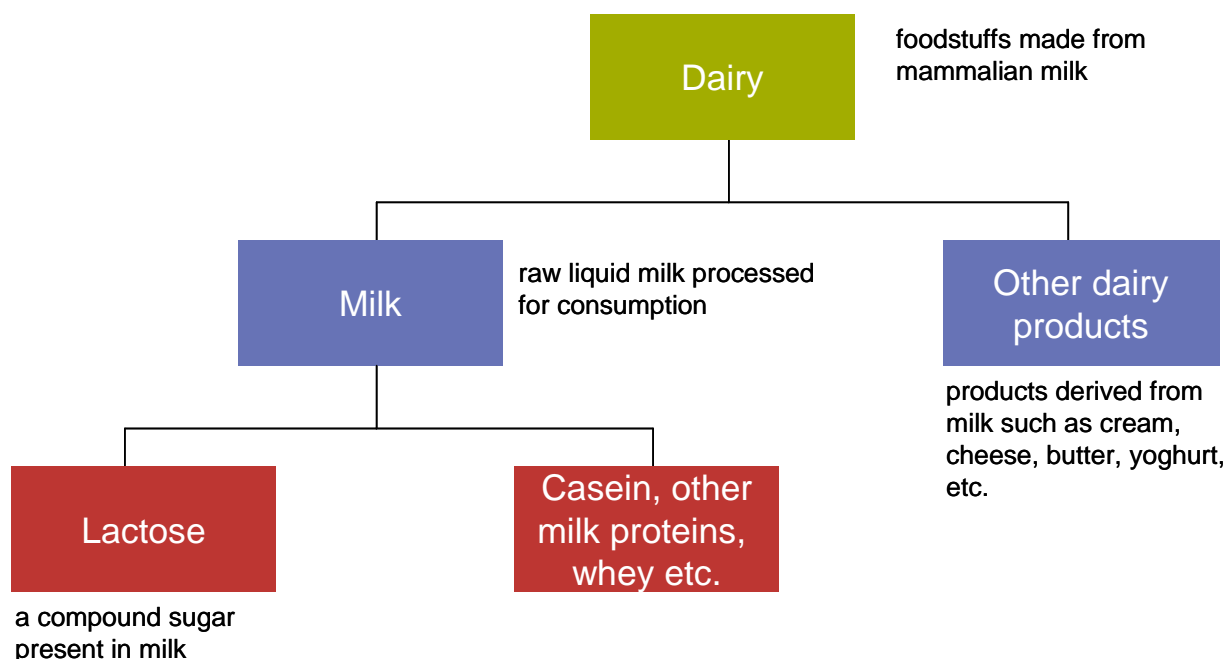 Dairy
foodstuffs made from
mammalian milk
Milk
raw liquid milk processed
for consumption
Other dairy
products
products derived from
milk such as cream,
cheese, butter, yoghurt,
etc.
Lactose
a compound sugar
present in milk
Casein, other
milk proteins,
whey etc.